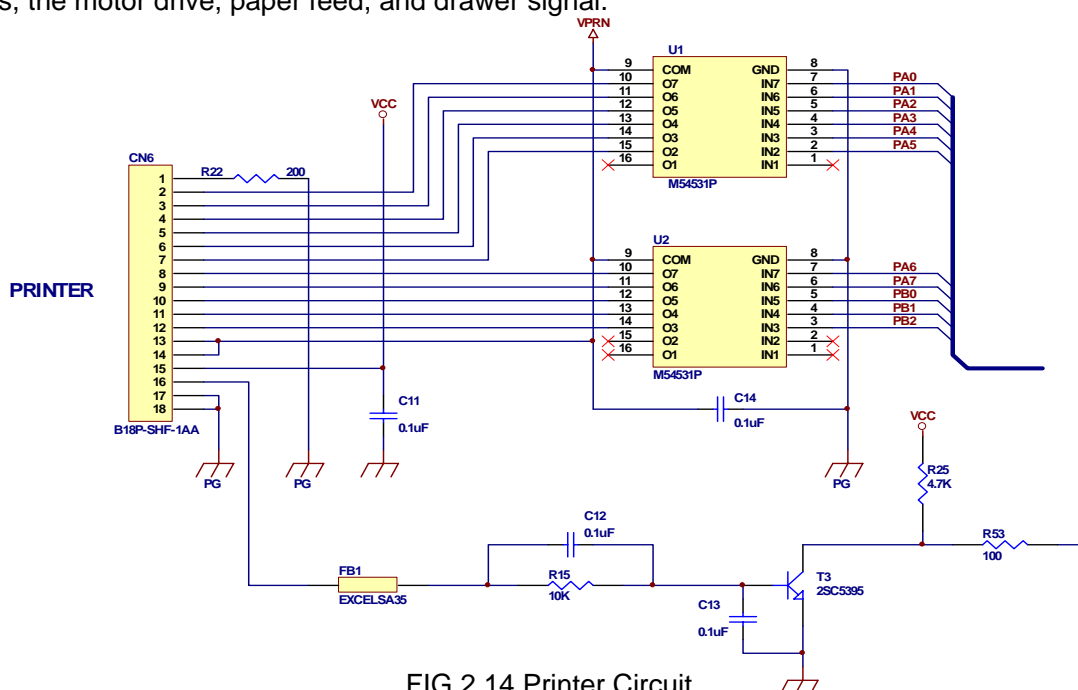 s, the motor drive, paper feed, and drawer signal.
VPRN
U1
9 COM GND 8
10 O7 IN7 7 PA0
11 O6 IN6 6 PA1
12 O5 IN5 5 PA2
13 O4 IN4 4 PA3
14 O3 IN3 3 PA4
15 O2 IN2 2 PA5
16 O1 IN1 1
M54531P
VCC
CN6
1 R22 200
2
3
4
5
6
7
8
9
10
11
12
13
14
15
16
17
18
B18P-SHF-1AA
PRINTER
U2
9 COM GND 8
10 O7 IN7 7 PA6
11 O6 IN6 6 PA7
12 O5 IN5 5 PB0
13 O4 IN4 4 PB1
14 O3 IN3 3 PB2
15 O2 IN2 2
16 O1 IN1 1
M54531P
C11
0.1uF
C14
0.1uF
PG
PG
PG
VCC
R25
4.7K
R53
100
C12
0.1uF
FB1
EXCELSA35
R15
10K
C13
0.1uF
T3
2SC5395
FIG 2.14 Printer Circuit